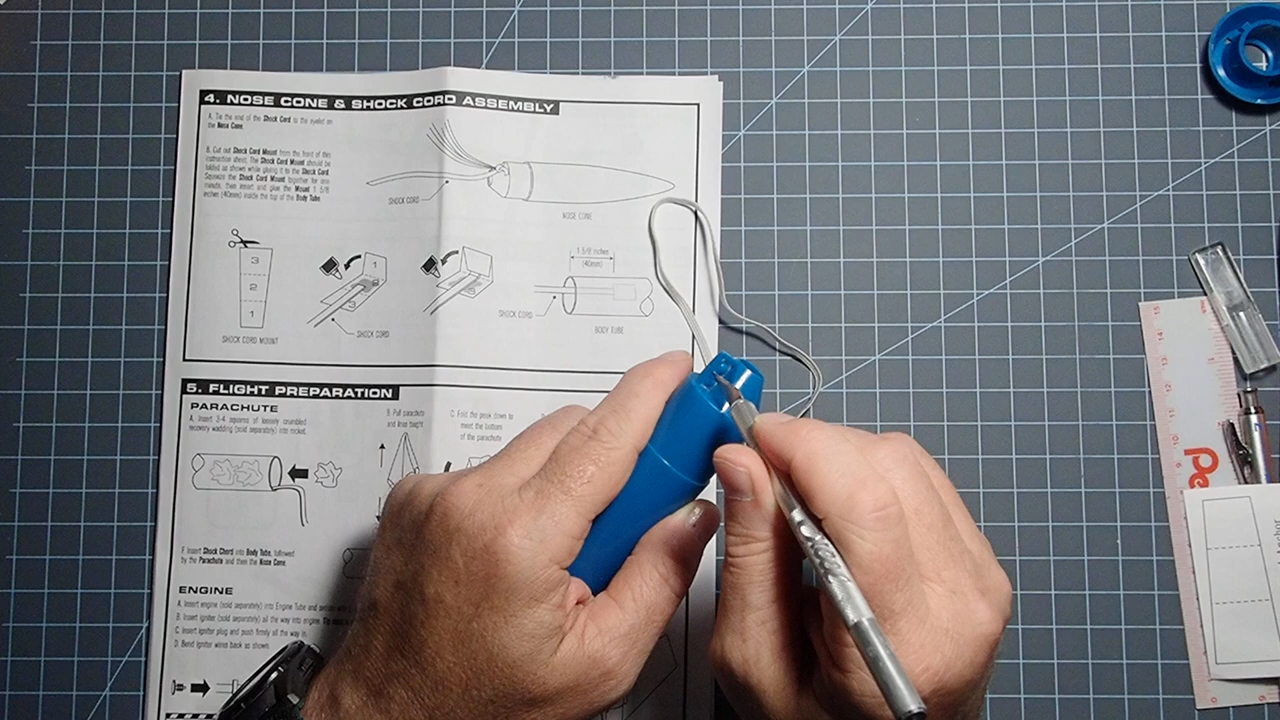 4. NOSE CONE & SHOCK CORD ASSEMBLY
A. Tie the end of the Shock Cord to the eyelet on
the Nose Cone.
B. Cut out Shock Cord Mount from the front of this
instruction sheet. The Shock Cord Mount should be
folded as shown while gluing it to the Shock Cord.
Squeeze the Shock Cord Mount together for one
minute, then insert and glue the Mount 1 5/8
inches (40mm) inside the top of the Body Tube.
SHOCK CORD
NOSE CONE
3
2
1
SHOCK CORD MOUNT
1
3
SHOCK CORD
1 5/8 inches
(40mm)
SHOCK CORD
BODY TUBE
5. FLIGHT PREPARATION
PARACHUTE
A. Insert 3-4 squares of loosely crumbled
recovery wadding (sold separately) into rocket.
B. Pull parachute
and lines tight
C. Fold the peak down to
meet the bottom
of the parachute
F. Insert Shock Chord into Body Tube, followed
by the Parachute and then the Nose Cone.
ENGINE
A. Insert engine (sold separately) into Engine Tube and
B. Insert igniter (sold separately) all the way into engine.
C. Insert ignitor plug and push firmly all the way in.
D. Bend Ignitor wires back as shown
Pe